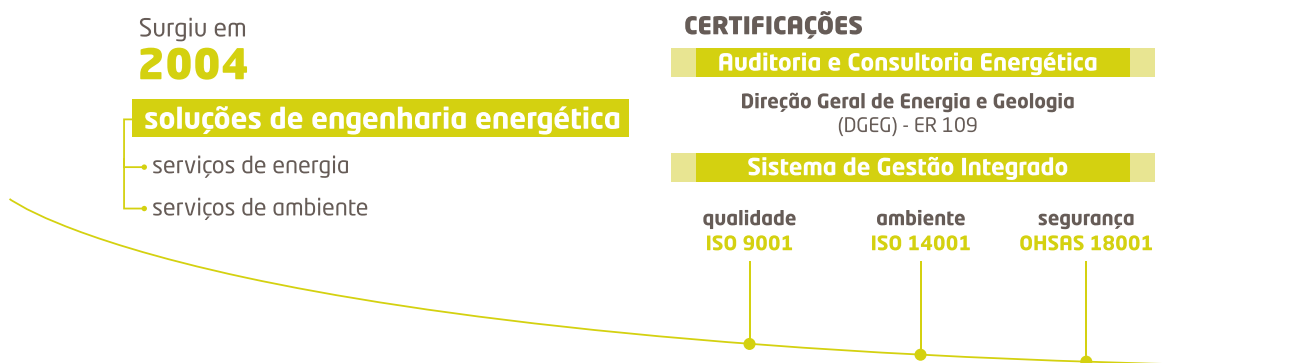 Surgiu em
2004
soluções de engenharia energética
serviços de energia
serviços de ambiente
CERTIFICAÇÕES
Auditoria e Consultoria Energética
Direção Geral de Energia e Geologia
(DGEG) - ER 109
Sistema de Gestão Integrado
qualidade
ISO 9001
ambiente
ISO 14001
segurança
OHSAS 18001